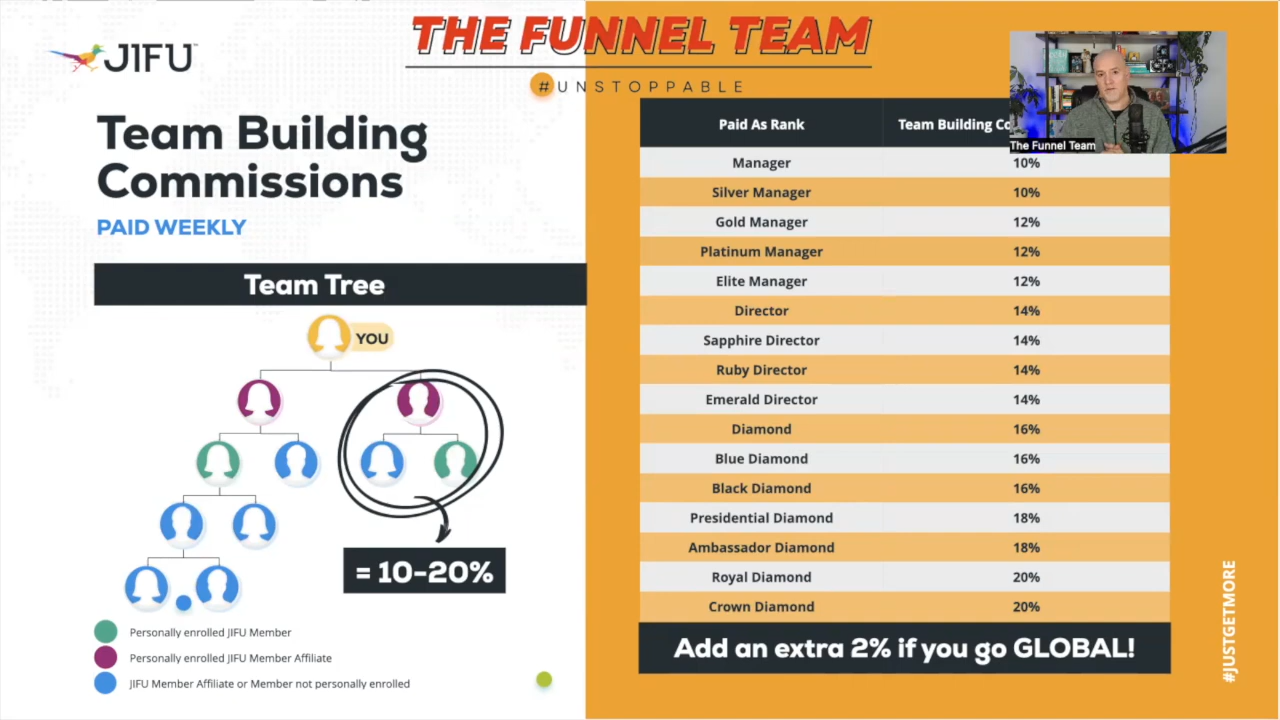 THE FUNNEL TEAM
#UNSTOPPABLE
JIFU
Team Building
Commissions
PAID WEEKLY
Team Tree
YOU
= 10-20%
Personally enrolled JIFU Member
Personally enrolled JIFU Member Affiliate
JIFU Member Affiliate or Member not personally enrolled
The Funnel Team
Paid As Rank Team Building
Manager 10%
Silver Manager 10%
Gold Manager 12%
Platinum Manager 12%
Elite Manager 12%
Director 14%
Sapphire Director 14%
Ruby Director 14%
Emerald Director 14%
Diamond 16%
Blue Diamond 16%
Black Diamond 16%
Presidential Diamond 18%
Ambassador Diamond 18%
Royal Diamond 20%
Crown Diamond 20%
Add an extra 2% if you go GLOBAL!
#JUSTGETMORE